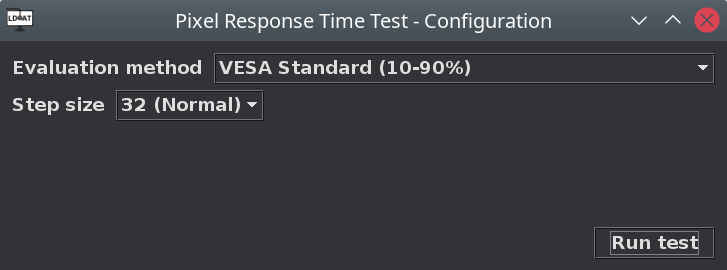 LDAT
Pixel Response Time Test - Configuration
Evaluation method VESA Standard (10-90%)
Step size 32 (Normal)
Run test